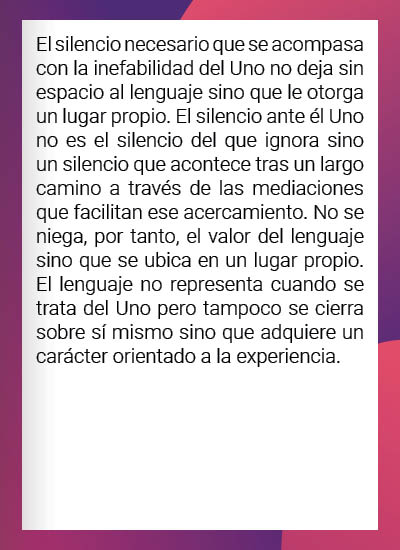 El silencio necesario que se acompasa
con la inefabilidad del Uno no deja sin
espacio al lenguaje sino que le otorga
un lugar propio. El silencio ante él Uno
no es el silencio del que ignora sino
un silencio que acontece tras un largo
camino a través de las mediaciones
que facilitan ese acercamiento. No se
niega, por tanto, el valor del lenguaje
sino que se ubica en un lugar propio.
El lenguaje no representa cuando se
trata del Uno pero tampoco se cierra
sobre sí mismo sino que adquiere un
carácter orientado a la experiencia.